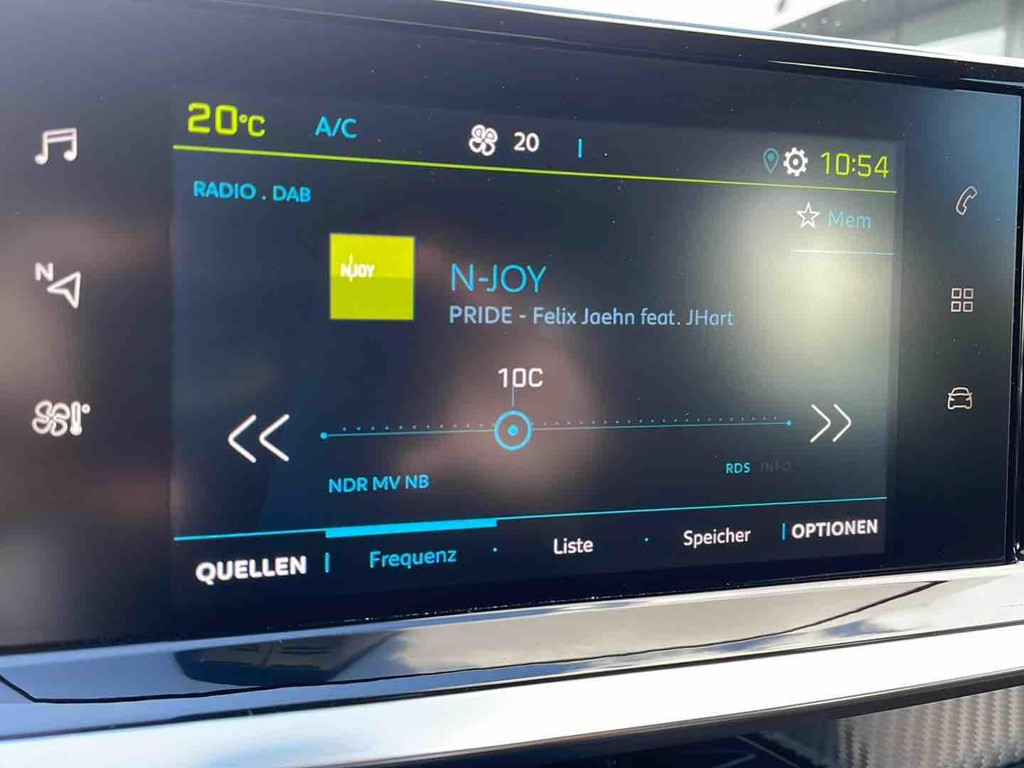 20°C A/C 20 10:54
RADIO . DAB
Mem
N·JOY
N-JOY
PRIDE - Felix Jaehn feat. JHart
10C
N
NDR MV NB
RDS INFO
QUELLEN Frequenz · Liste · Speicher OPTIONEN